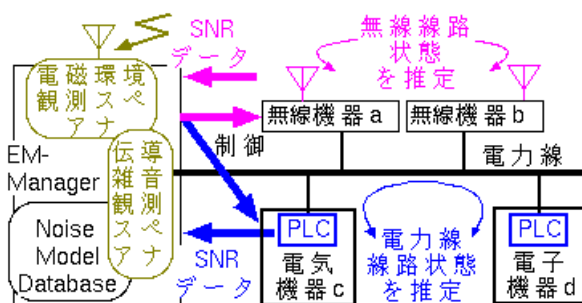 SNR
データ
無線線路
状態
を推定
電磁環境
観測スペ
アナ
無線機器a
無線機器b
制御
電力線
EM-
Manager
伝導
雑音
観測
スペ
アナ
Noise
Model
Database
SNR
データ
PLC
電気
機器c
電力線
線路状態
を推定
PLC
電子
機器d